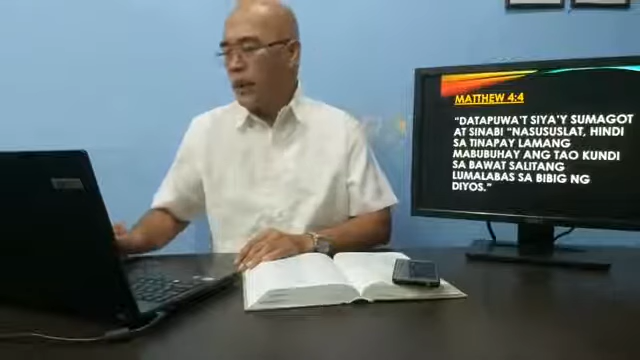 MATTHEW 4:4
"DATAPUWA'T SIYA'Y SUMAGOT
AT SINABI "NASUSULAT, HINDI
SA TINAPAY LAMANG
MABUBUHAY ANG TAO KUNDI
SA BAWAT SALITANG
LUMALABAS SA BIBIG NG
DIYOS."